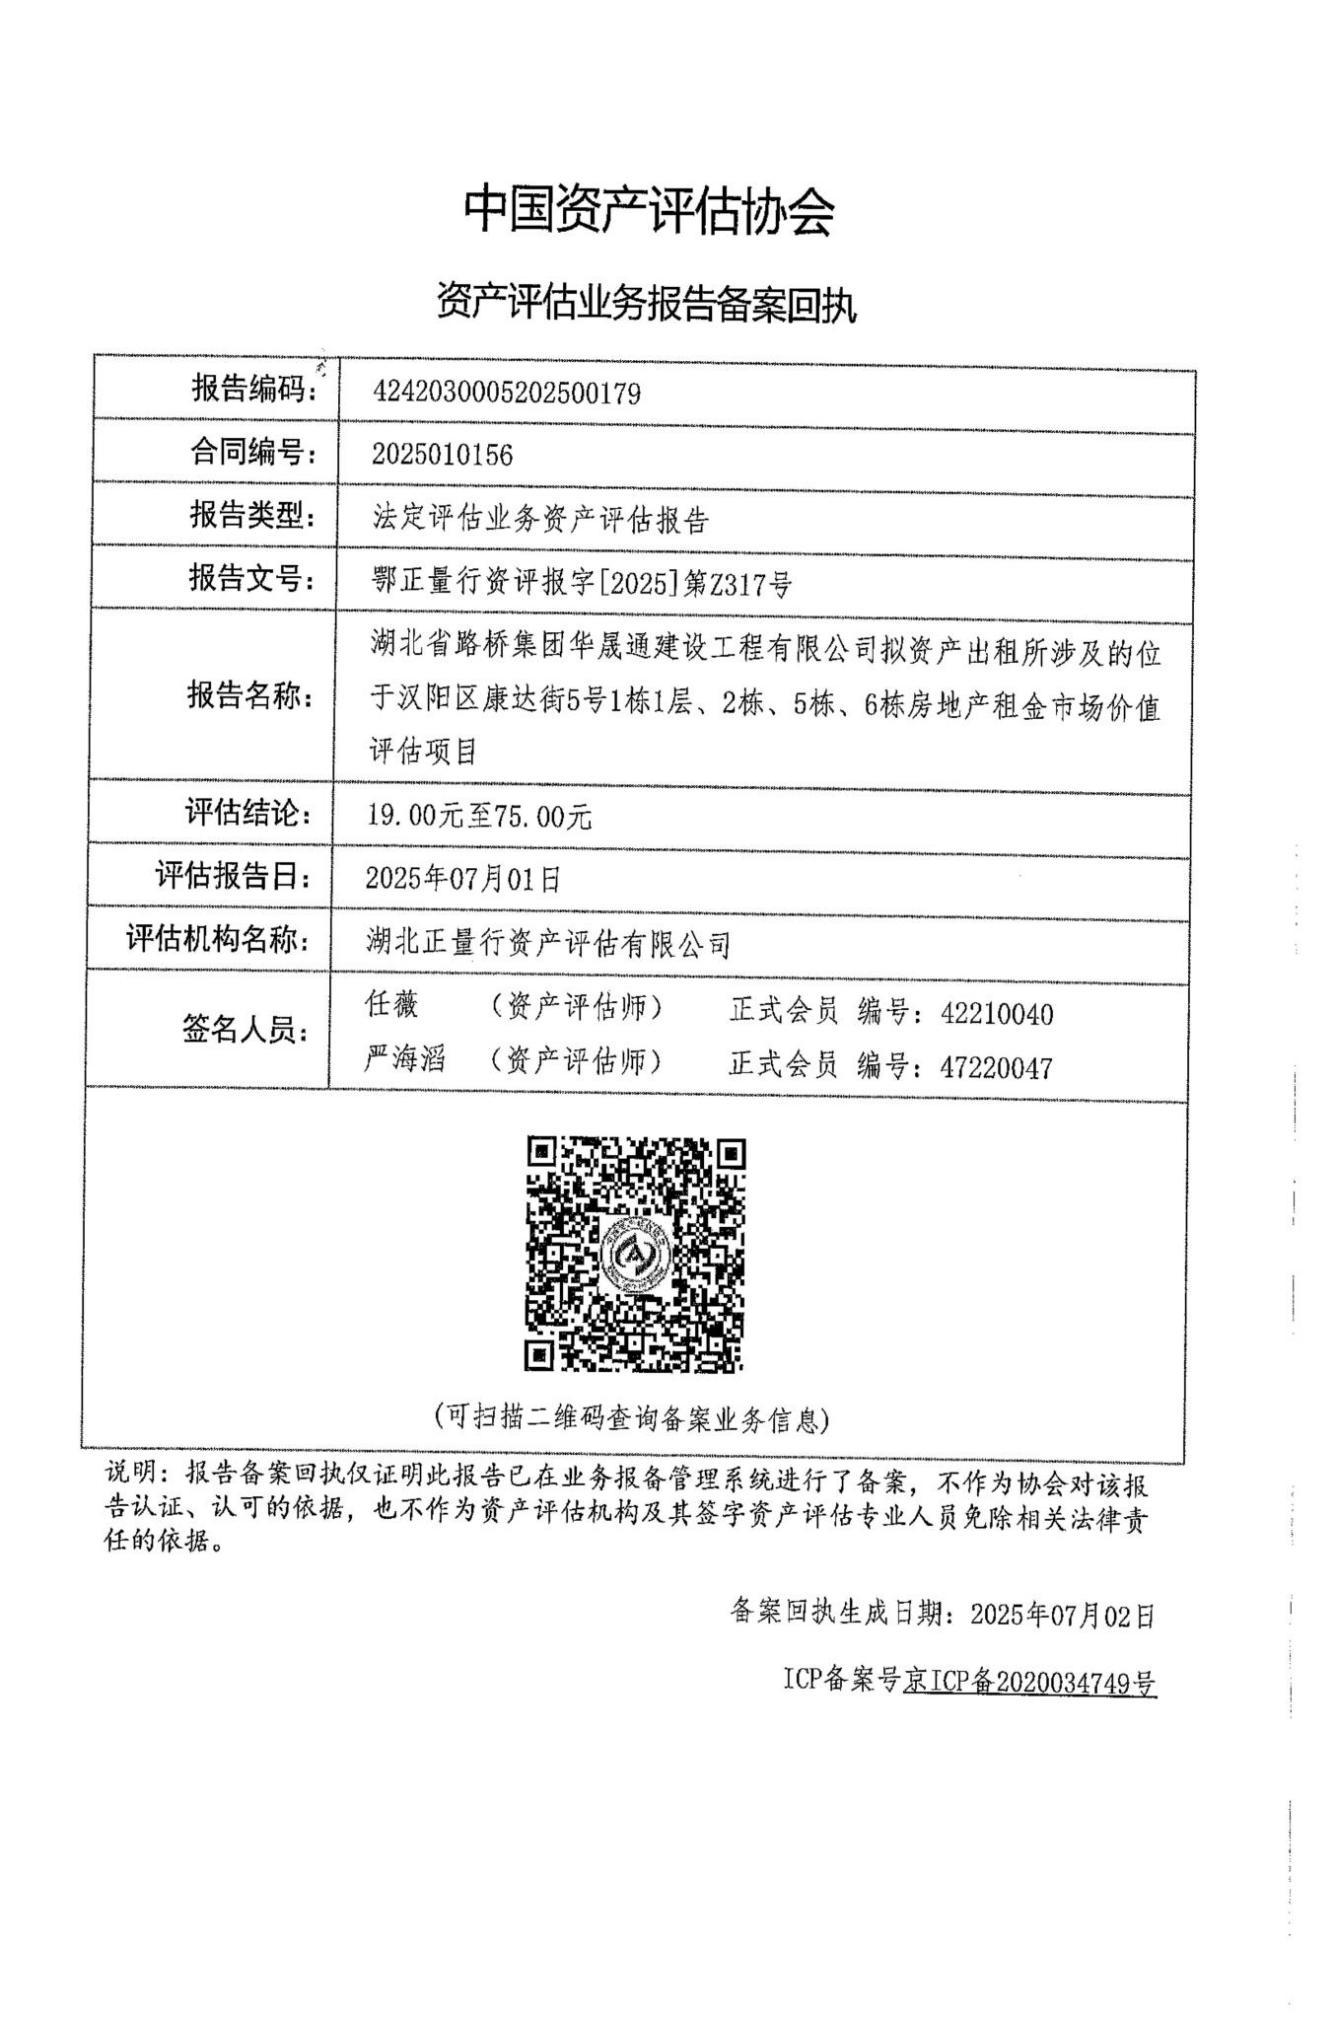 中国资产评估协会
资产评估业务报告备案回执
报告编码： 4242030005202500179
合同编号： 2025010156
报告类型： 法定评估业务资产评估报告
报告文号： 鄂正量行资评报字[2025]第Z317号
报告名称： 湖北省路桥集团华晟通建设工程有限公司拟资产出租所涉及的位
于汉阳区康达街5号1栋1层、2栋、5栋、6栋房地产租金市场价值
评估项目
评估结论： 19.00元至75.00元
评估报告日： 2025年07月01日
评估机构名称： 湖北正量行资产评估有限公司
签名人员： 任薇 （资产评估师） 正式会员 编号：42210040
严海滔 （资产评估师） 正式会员 编号：47220047
(可扫描二维码查询备案业务信息)
说明：报告备案回执仅证明此报告已在业务报备管理系统进行了备案，不作为协会对该报
告认证、认可的依据，也不作为资产评估机构及其签字资产评估专业人员免除相关法律责
任的依据。
备案回执生成日期：2025年07月02日
ICP备案号京ICP备2020034749号